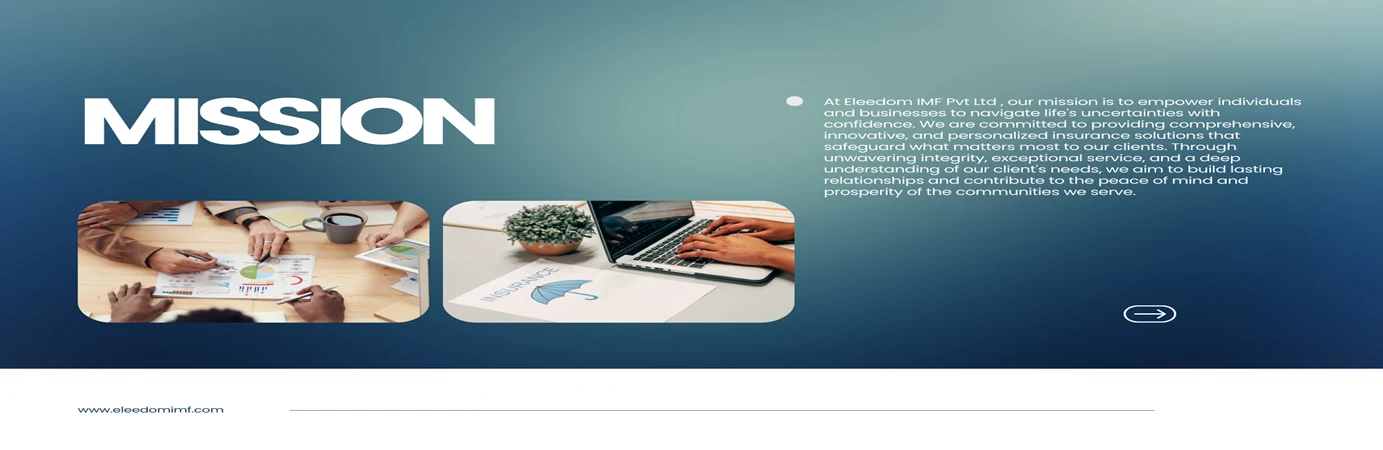 MISSION
At Eleedom IMF Pvt Ltd , our mission is to empower individuals
and businesses to navigate life's uncertainties with
confidence. We are committed to providing comprehensive,
innovative, and personalized insurance solutions that
safeguard what matters most to our clients. Through
unwavering integrity, exceptional service, and a deep
understanding of our client's needs, we aim to build lasting
relationships and contribute to the peace of mind and
prosperity of the communities we serve.
INSURANCE
www.eleedomimf.com